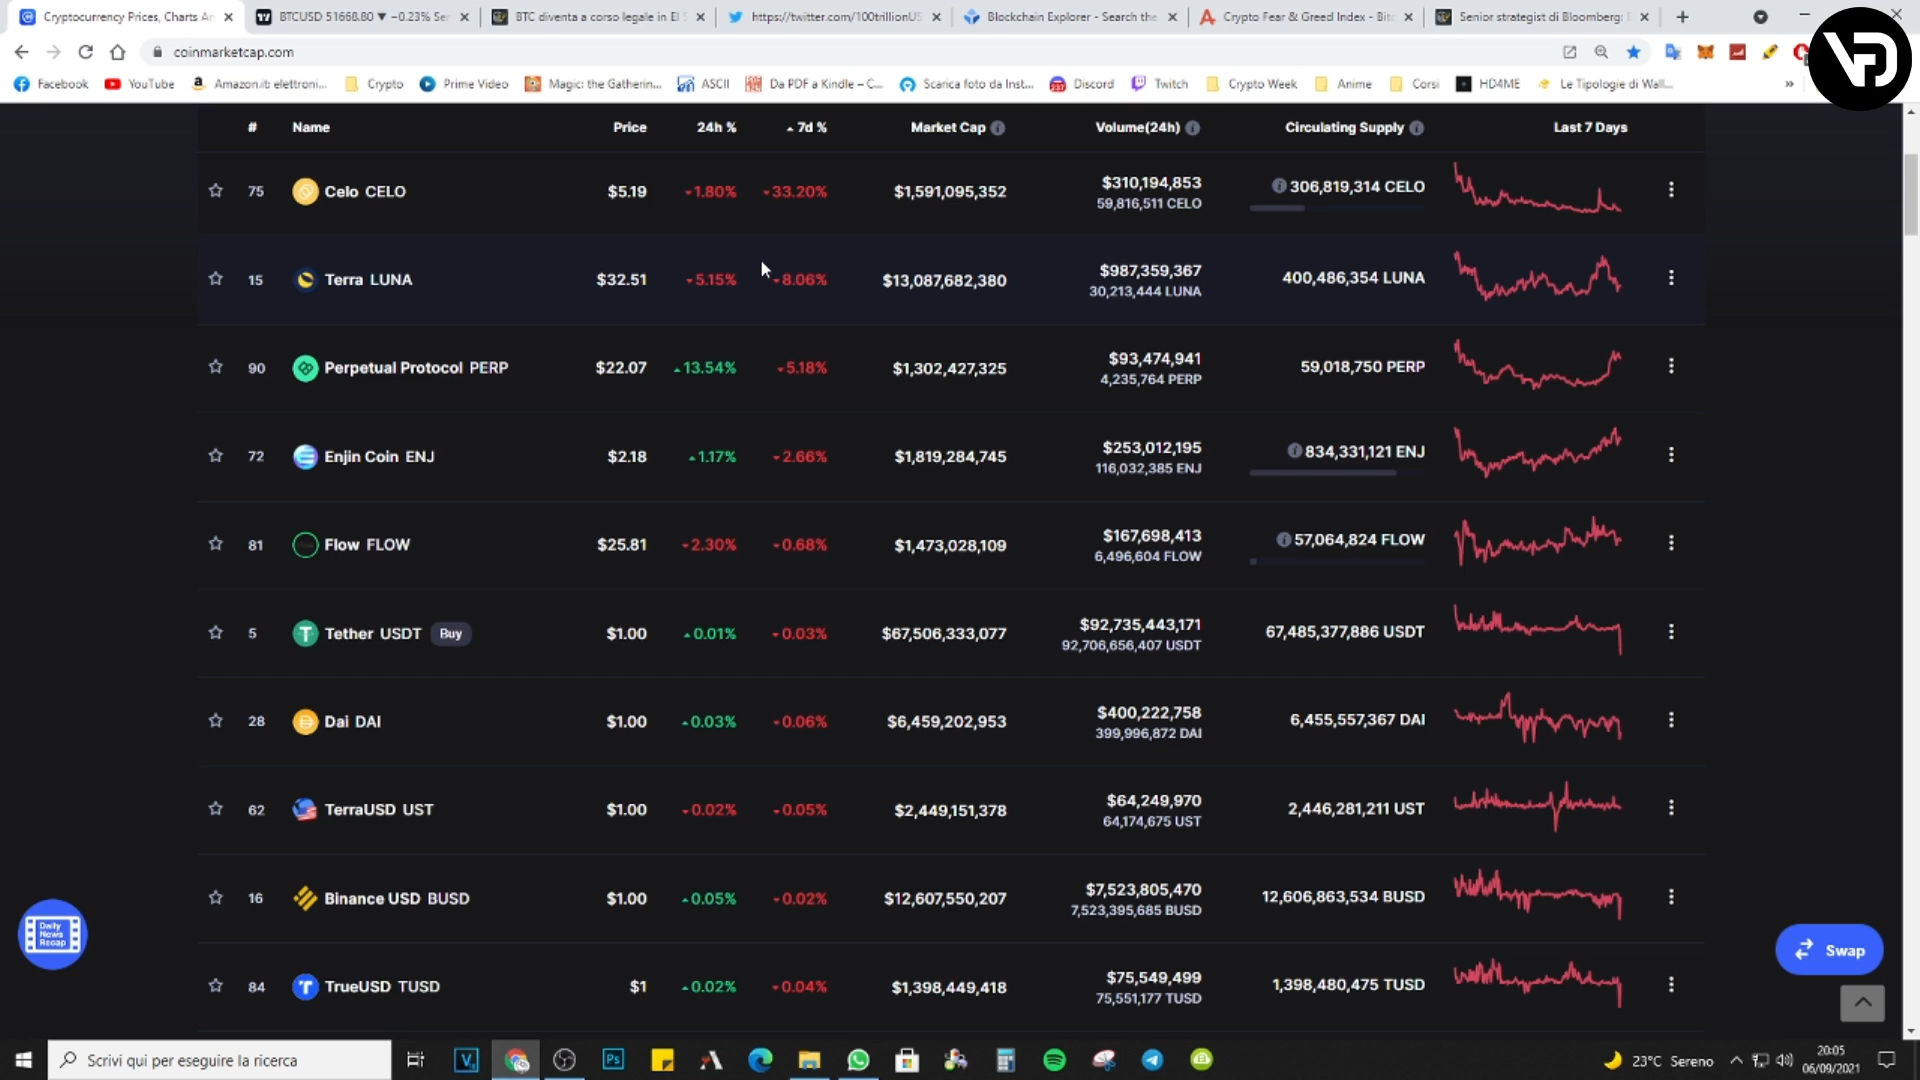 Cryptocurrency Prices, Charts An
BTCUSD 51668.80 ▼ −0.23% Sen
BTC diventa a corso legale in El S
https://twitter.com/100trillionUS
Blockchain Explorer - Search the
Crypto Fear & Greed Index - Bitc
Senior strategist di Bloomberg:
coinmarketcap.com
Facebook
YouTube
Amazon.it: elettroni...
Crypto
Prime Video
Magic: the Gatherin...
ASCII
Da PDF a Kindle – C...
Scarica foto da Inst...
Discord
Twitch
Crypto Week
Anime
Corsi
HD4ME
Le Tipologie di Wall...
»
# Name Price 24h % 7d % Market Cap Volume(24h) Circulating Supply Last 7 Days
75 Celo CELO $5.19 1.80% 33.20% $1,591,095,352 $310,194,853 306,819,314 CELO
59,816,511 CELO
15 Terra LUNA $32.51 5.15% 8.06% $13,087,682,380 $987,359,367 400,486,354 LUNA
30,213,444 LUNA
90 Perpetual Protocol PERP $22.07 13.54% 5.18% $1,302,427,325 $93,474,941 59,018,750 PERP
4,235,764 PERP
72 Enjin Coin ENJ $2.18 1.17% 2.66% $1,819,284,745 $253,012,195 834,331,121 ENJ
116,032,385 ENJ
81 Flow FLOW $25.81 2.30% 0.68% $1,473,028,109 $167,698,413 57,064,824 FLOW
6,496,604 FLOW
5 Tether USDT Buy $1.00 0.01% 0.03% $67,506,333,077 $92,735,443,171 67,485,377,886 USDT
92,706,656,407 USDT
28 Dai DAI $1.00 0.03% 0.06% $6,459,202,953 $400,222,758 6,455,557,367 DAI
399,996,872 DAI
62 TerraUSD UST $1.00 0.02% 0.05% $2,449,151,378 $64,249,970 2,446,281,211 UST
64,174,675 UST
16 Binance USD BUSD $1.00 0.05% 0.02% $12,607,550,207 $7,523,805,470 12,606,863,534 BUSD
7,523,395,685 BUSD
84 TrueUSD TUSD $1 0.02% 0.04% $1,398,449,418 $75,549,499 1,398,480,475 TUSD
75,551,177 TUSD
Daily
News
Recap
Swap
Scrivi qui per eseguire la ricerca
Ps
23°C Sereno
20:05
06/09/2021